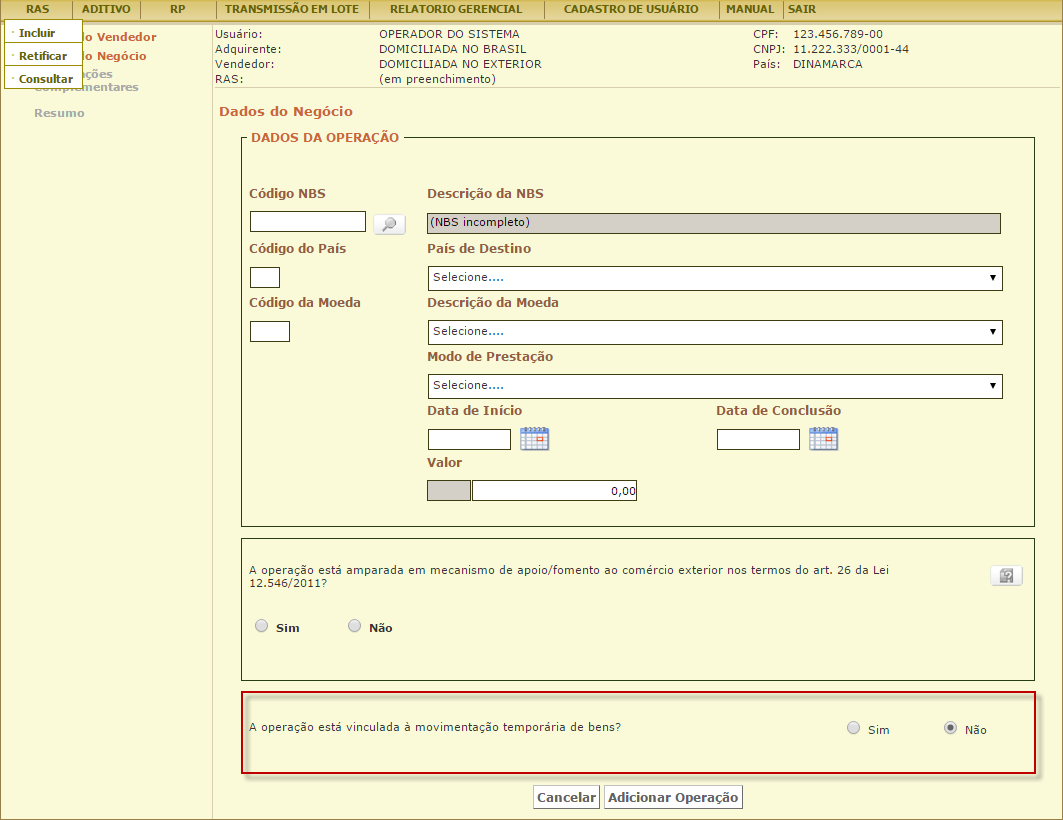 RAS ADITIVO RP TRANSMISSÃO EM LOTE RELATORIO GERENCIAL CADASTRO DE USUÁRIO MANUAL SAIR
· Incluir
· Retificar
· Consultar
do Vendedor
do Negócio
Resumo
Usuário: OPERADOR DO SISTEMA CPF: 123.456.789-00
Adquirente: DOMICILIADA NO BRASIL CNPJ: 11.222.333/0001-44
Vendedor: DOMICILIADA NO EXTERIOR País: DINAMARCA
RAS: (em preenchimento)
Dados do Negócio
DADOS DA OPERAÇÃO
Código NBS Descrição da NBS
(NBS incompleto)
Código do País País de Destino
Selecione....
Código da Moeda Descrição da Moeda
Selecione....
Modo de Prestação
Selecione....
Data de Início Data de Conclusão
Valor
0,00
A operação está amparada em mecanismo de apoio/fomento ao comércio exterior nos termos do art. 26 da Lei
12.546/2011?
Sim Não
A operação está vinculada à movimentação temporária de bens? Sim Não
Cancelar Adicionar Operação